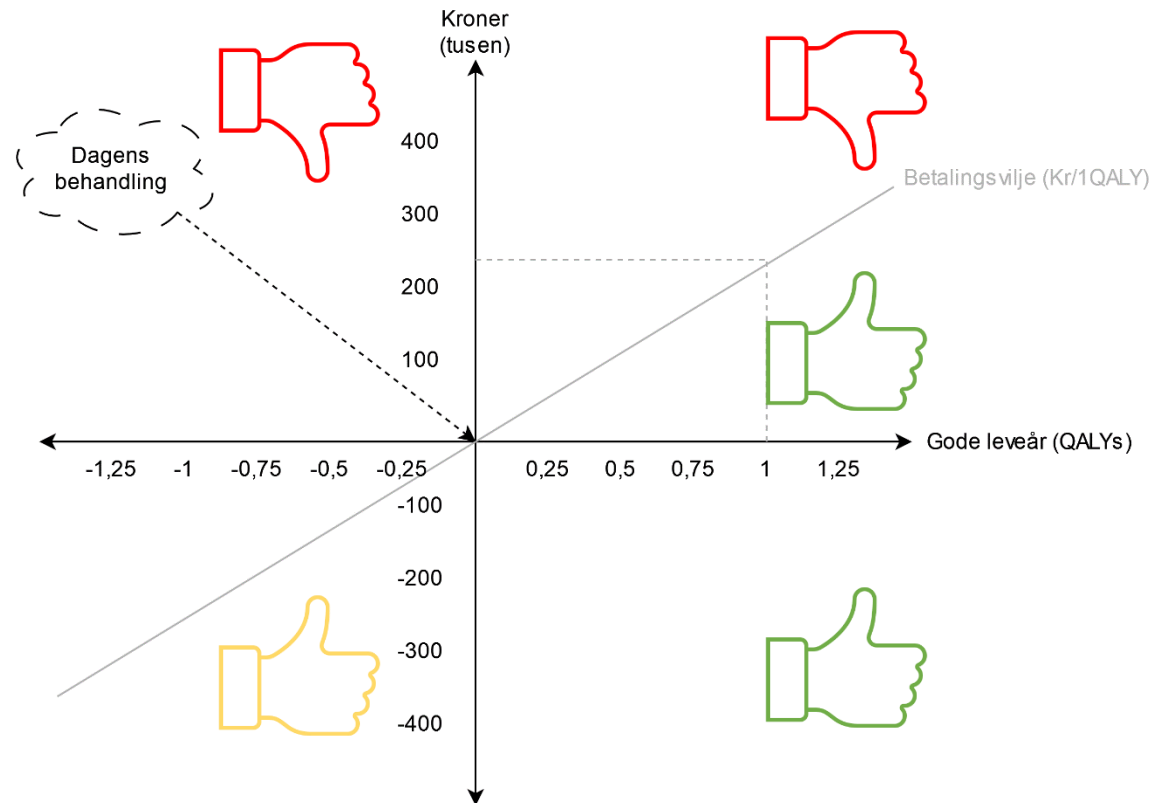 Kroner
(tusen)
Dagens
behandling
400
Betalingsvilje (Kr/1QALY)
300
200
100
Gode leveår (QALYs)
-1,25 -1 -0,75 -0,5 -0,25 0,25 0,5 0,75 1 1,25
-100
-200
-300
-400